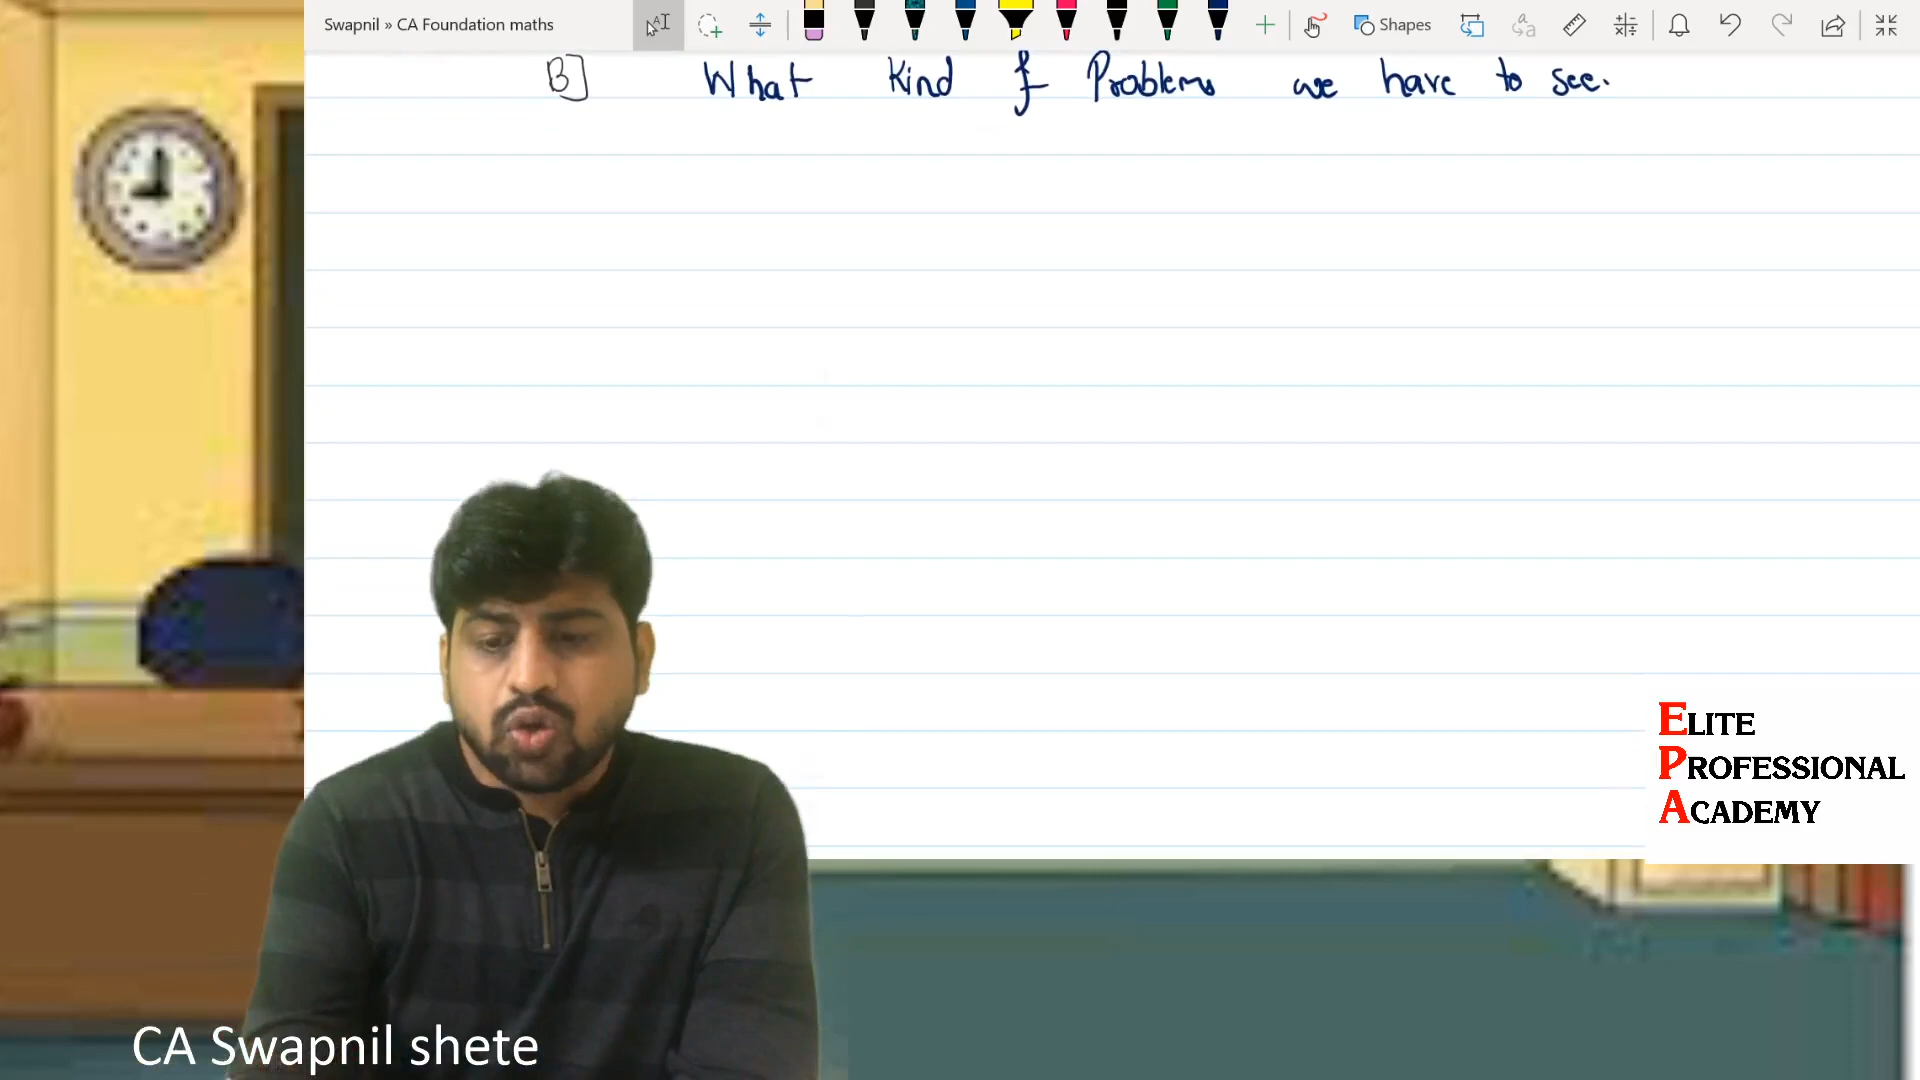 Swapnil » CA Foundation maths
Shapes
B] What Kind of Problems we have to see.
ELITE
PROFESSIONAL
ACADEMY
CA Swapnil shete